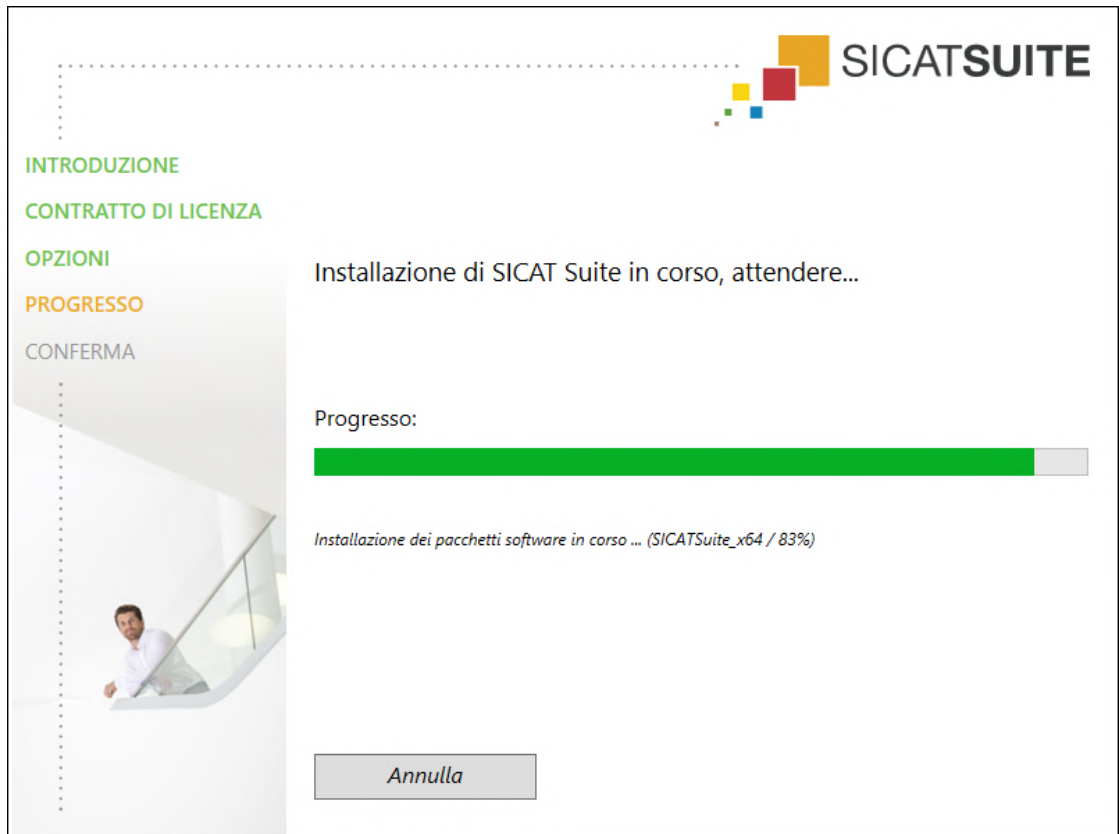 SICATSUITE
INTRODUZIONE
CONTRATTO DI LICENZA
OPZIONI
PROGRESSO
CONFERMA
Installazione di SICAT Suite in corso, attendere...
Progresso:
Installazione dei pacchetti software in corso ... (SICATSuite_x64 / 83%)
Annulla